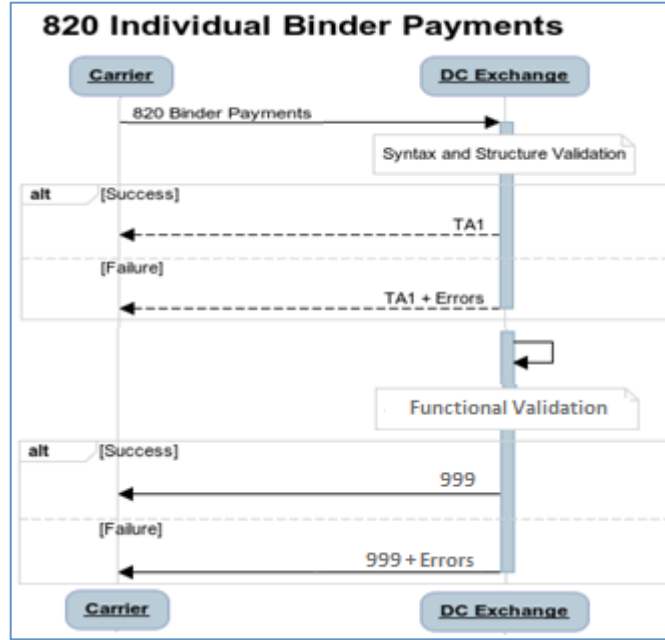 820 Individual Binder Payments
Carrier
DC Exchange
820 Binder Payments
Syntax and Structure Validation
alt
[Success]
TA1
[Failure]
TA1 + Errors
Functional Validation
alt
[Success]
999
[Failure]
999 + Errors
Carrier
DC Exchange